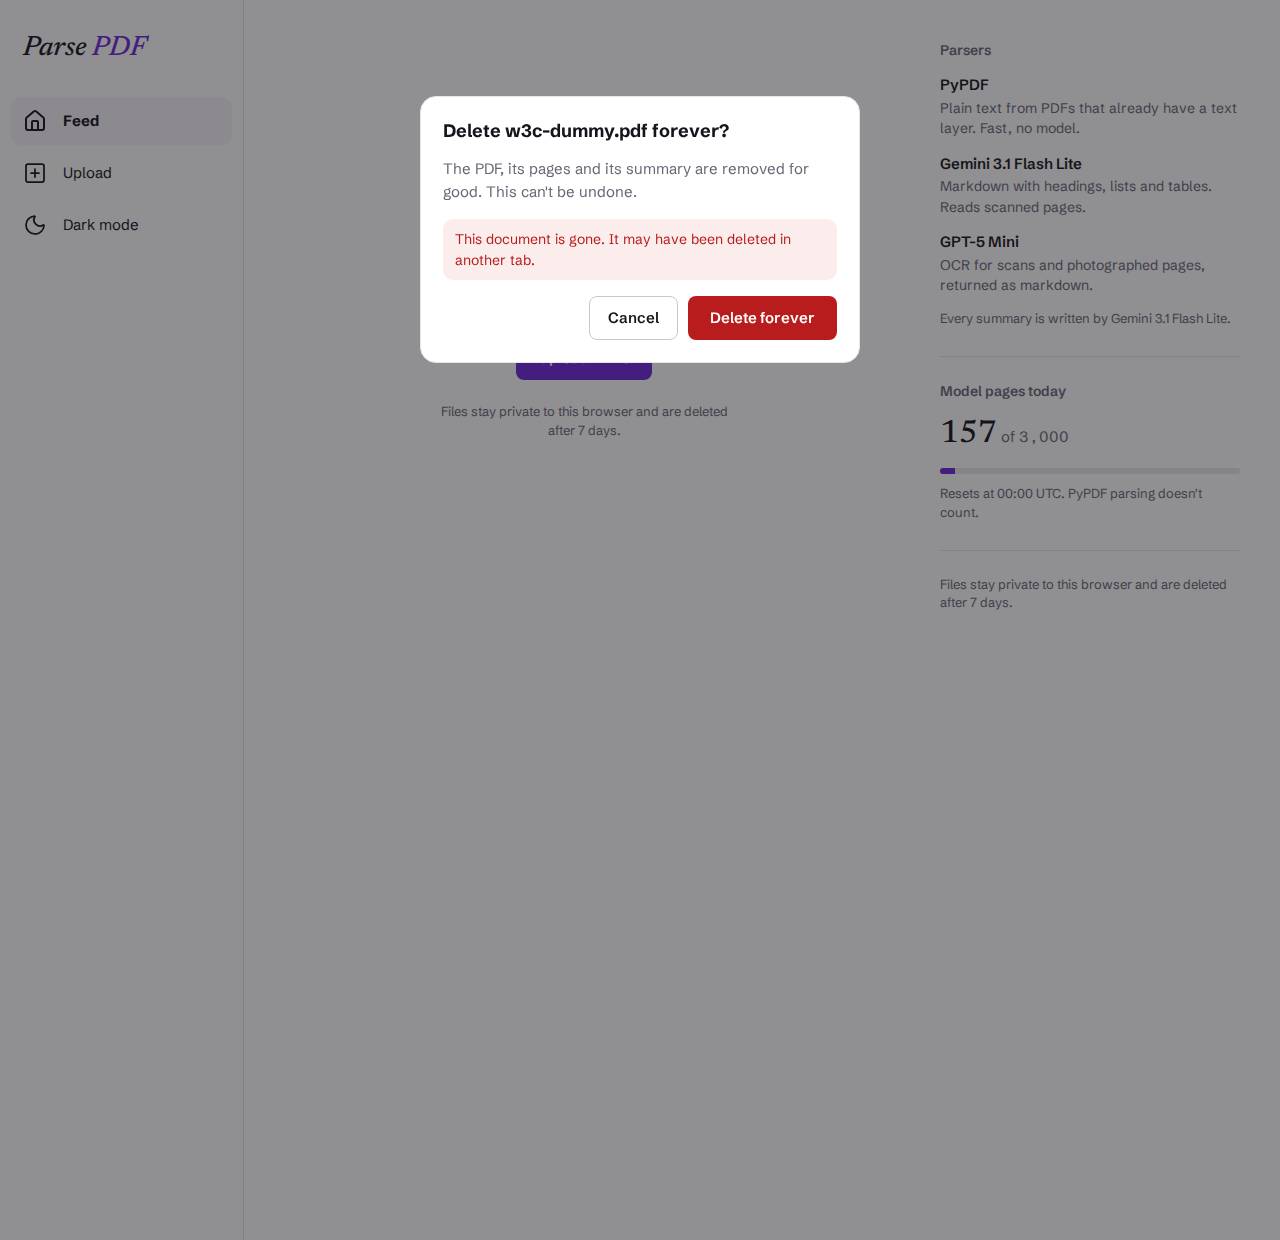 Parse PDF
Feed
Upload
Dark mode
Delete w3c-dummy.pdf forever?
The PDF, its pages and its summary are removed for
good. This can't be undone.
This document is gone. It may have been deleted in
another tab.
Cancel
Delete forever
Files stay private to this browser and are deleted
after 7 days.
Parsers
PyPDF
Plain text from PDFs that already have a text
layer. Fast, no model.
Gemini 3.1 Flash Lite
Markdown with headings, lists and tables.
Reads scanned pages.
GPT-5 Mini
OCR for scans and photographed pages,
returned as markdown.
Every summary is written by Gemini 3.1 Flash Lite.
Model pages today
157 of 3,000
Resets at 00:00 UTC. PyPDF parsing doesn't
count.
Files stay private to this browser and are deleted
after 7 days.